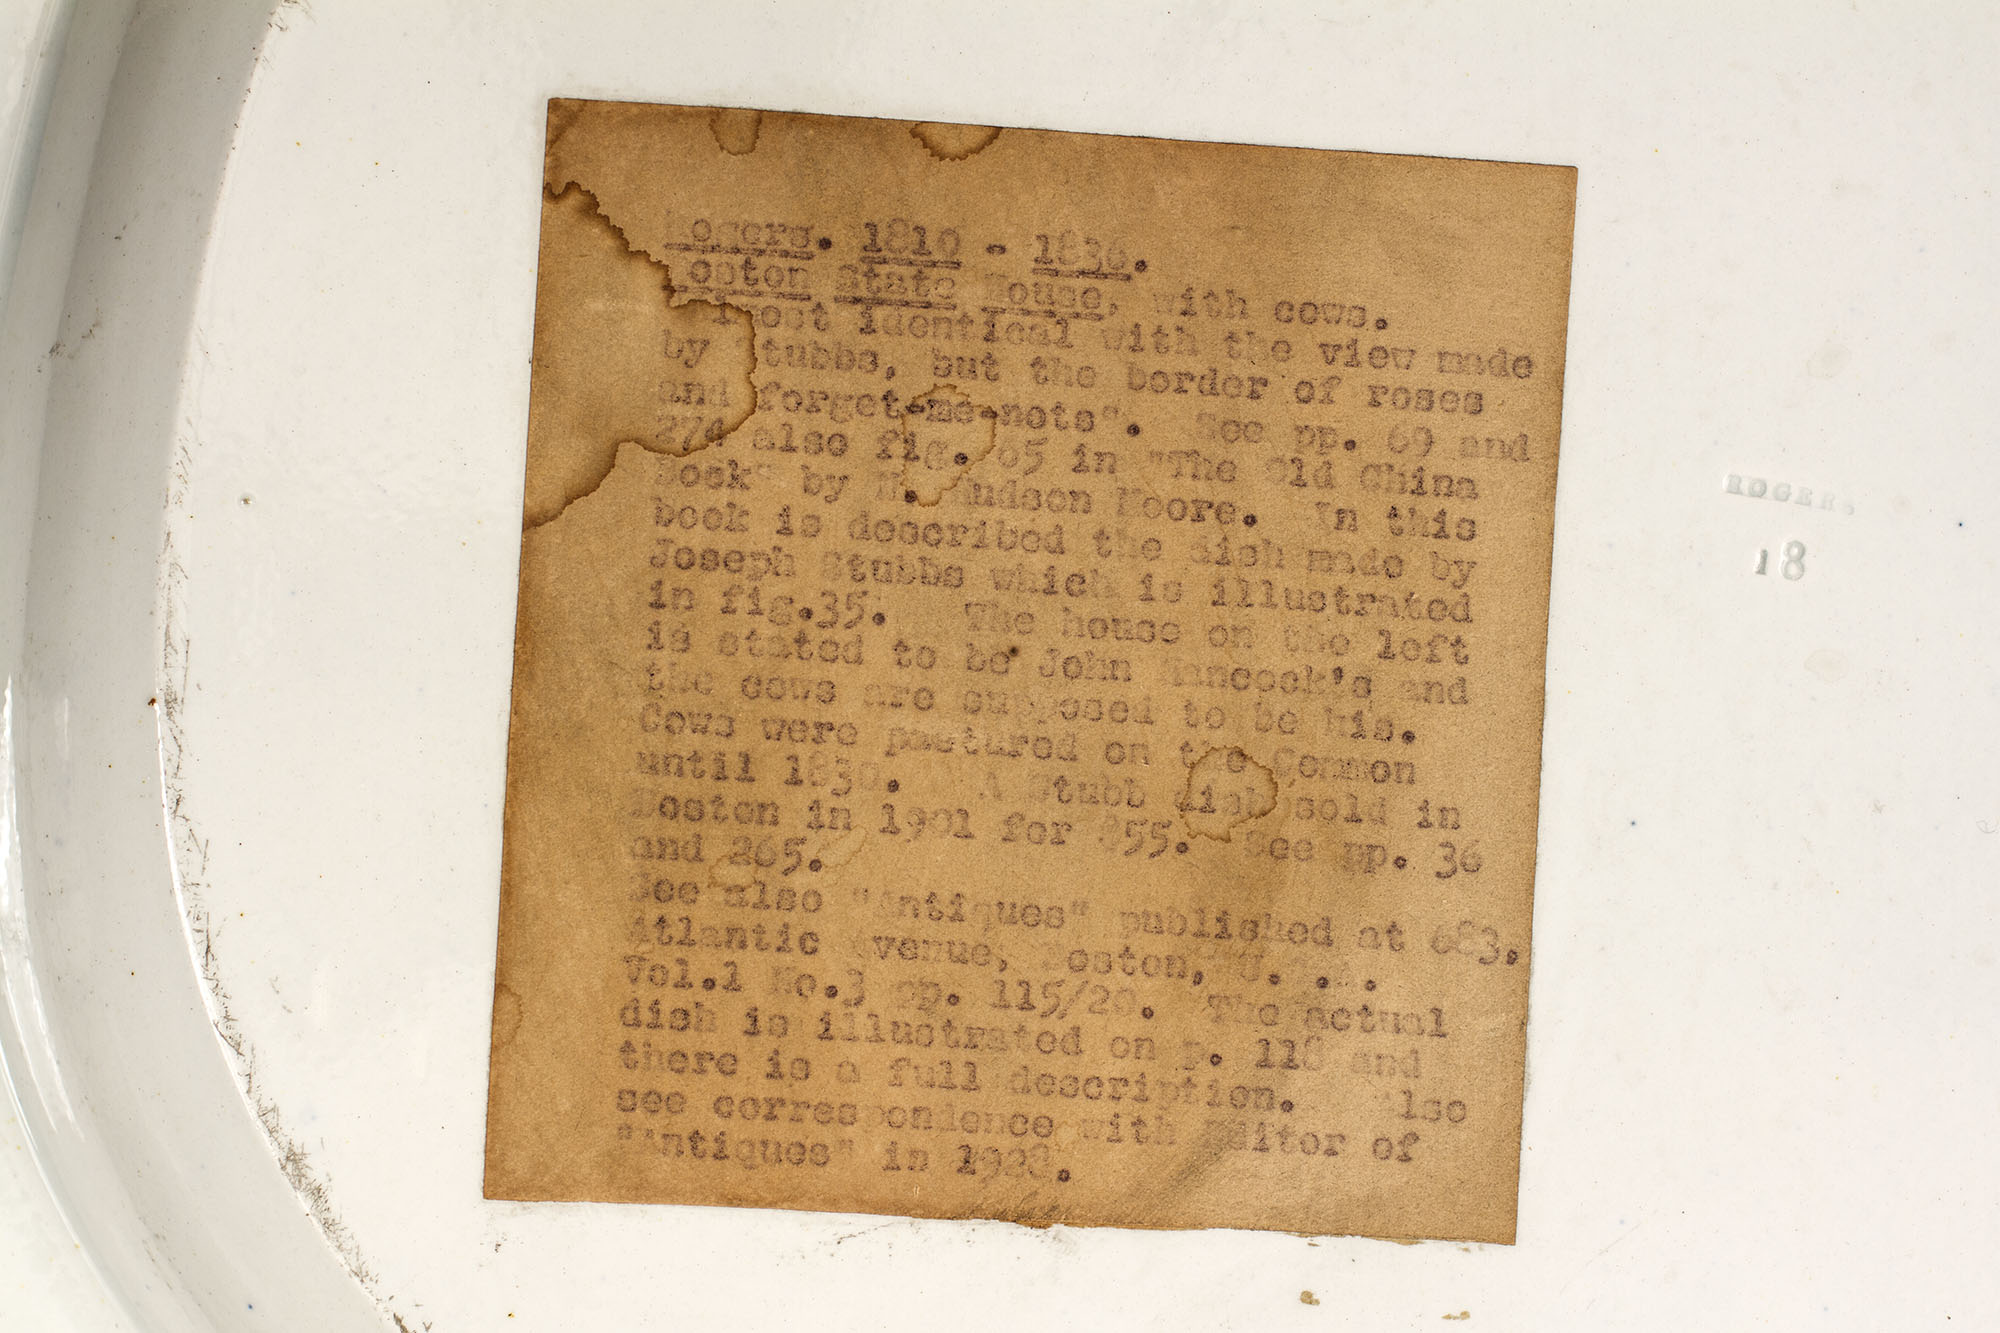 Rogers. 1810 - 1836.
Boston State House, with cows.
Almost identical with the view made
by Stubbs, but the border of roses
and forget-me-nots". See pp. 69 and
274 also fig. 65 in "The Old China
Book" by N. Hudson Moore. In this
book is described the dish made by
Joseph Stubbs which is illustrated
in fig.35. The house on the left
is stated to be John Hancock's and
the cows are supposed to be his.
Cows were pastured on the Common
until 1830. A Stubb dish sold in
Boston in 1901 for $55. See pp. 36
and 265.
See also "Antiques" published at 683,
Atlantic Avenue, Boston, U.S.A.
Vol.1 No.3 pp. 115/20. The actual
dish is illustrated on p. 118 and
there is a full description. Also
see correspondence with Editor of
"Antiques" in 1928.
ROGER
18